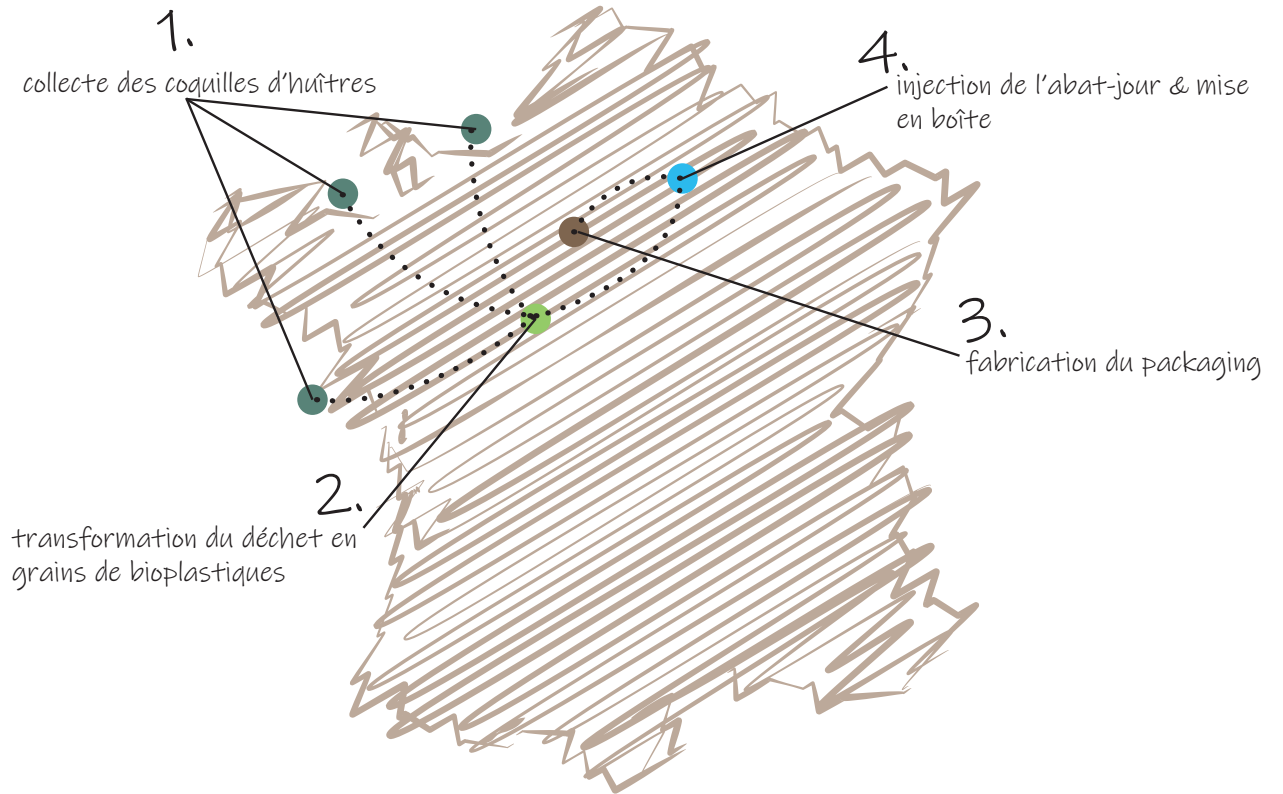 1.
collecte des coquilles d'huîtres
4.
injection de l'abat-jour & mise
en boîte
3.
fabrication du packaging
2.
transformation du déchet en
grains de bioplastiques